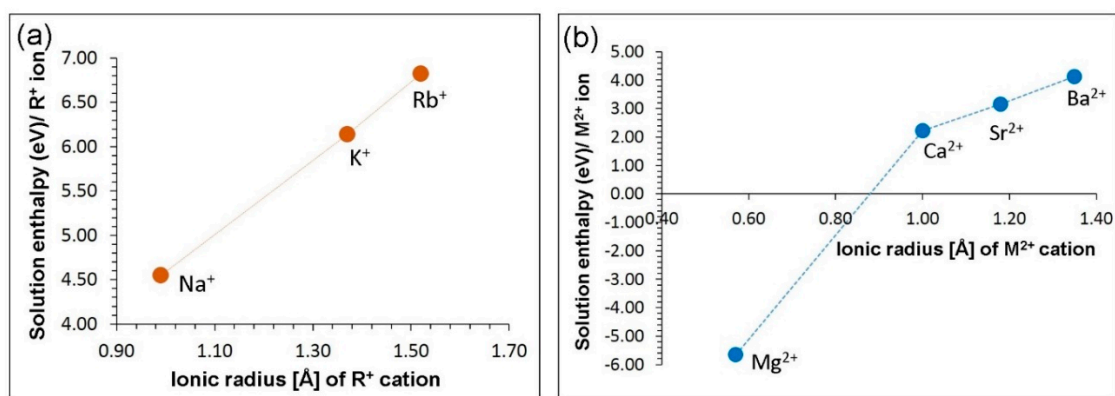 (a)
Solution enthalpy (eV)/ R⁺ ion
7.00
6.50
6.00
5.50
5.00
4.50
4.00
Rb⁺
K⁺
Na⁺
0.90 1.10 1.30 1.50 1.70
Ionic radius [Å] of R⁺ cation
(b)
Solution enthalpy (eV)/ M²⁺ ion
5.00
4.00
3.00
2.00
1.00
0.00
-1.00
-2.00
-3.00
-4.00
-5.00
-6.00
Ba²⁺
Sr²⁺
Ca²⁺
Mg²⁺
0.40 0.60 0.80 1.00 1.20 1.40
Ionic radius [Å] of M²⁺ cation